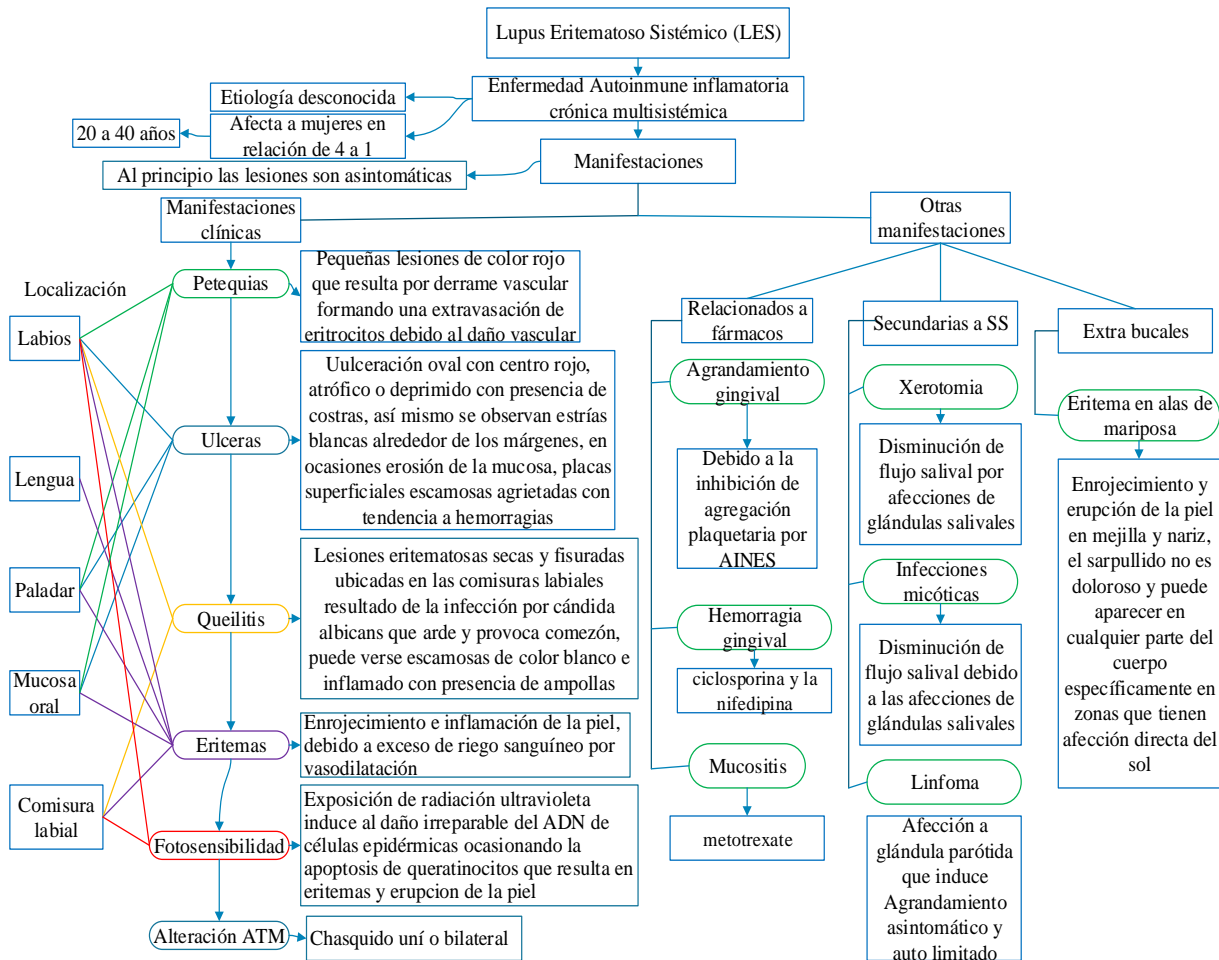 Lupus Eritematoso Sistémico (LES)
Enfermedad Autoinmune inflamatoria
crónica multisistémica
Etiología desconocida
Afecta a mujeres en
relación de 4 a 1
20 a 40 años
Manifestaciones
Al principio las lesiones son asintomáticas
Manifestaciones
clínicas
Localización
Labios
Lengua
Paladar
Mucosa
oral
Comisura
labial
Petequias
Pequeñas lesiones de color rojo
que resulta por derrame vascular
formando una extravasación de
eritrocitos debido al daño vascular
Ulceras
Uulceración oval con centro rojo,
atrófico o deprimido con presencia de
costras, así mismo se observan estrías
blancas alrededor de los márgenes, en
ocasiones erosión de la mucosa, placas
superficiales escamosas agrietadas con
tendencia a hemorragias
Queilitis
Lesiones eritematosas secas y fisuradas
ubicadas en las comisuras labiales
resultado de la infección por cándida
albicans que arde y provoca comezón,
puede verse escamosas de color blanco e
inflamado con presencia de ampollas
Eritemas
Enrojecimiento e inflamación de la piel,
debido a exceso de riego sanguíneo por
vasodilatación
Fotosensibilidad
Exposición de radiación ultravioleta
induce al daño irreparable del ADN de
células epidérmicas ocasionando la
apoptosis de queratinocitos que resulta en
eritemas y erupcion de la piel
Alteración ATM
Chasquido uní o bilateral
Otras
manifestaciones
Relacionados a
fármacos
Agrandamiento
gingival
Debido a la
inhibición de
agregación
plaquetaria por
AINES
Hemorragia
gingival
ciclosporina y la
nifedipina
Mucositis
metotrexate
Secundarias a SS
Xerotomia
Disminución de
flujo salival por
afecciones de
glándulas salivales
Infecciones
micóticas
Disminución de
flujo salival debido
a las afecciones de
glándulas salivales
Linfoma
Afección a
glándula parótida
que induce
Agrandamiento
asintomático y
auto limitado
Extra bucales
Eritema en alas de
mariposa
Enrojecimiento y
erupción de la piel
en mejilla y nariz,
el sarpullido no es
doloroso y puede
aparecer en
cualquier parte del
cuerpo
específicamente en
zonas que tienen
afección directa del
sol